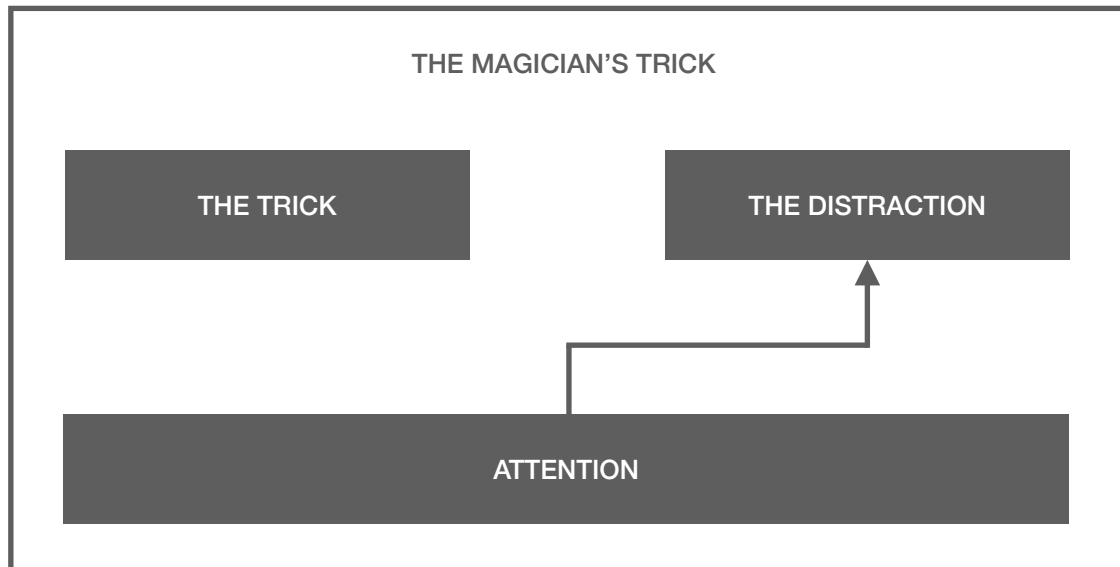 THE MAGICIAN’S TRICK
THE TRICK
THE DISTRACTION
ATTENTION